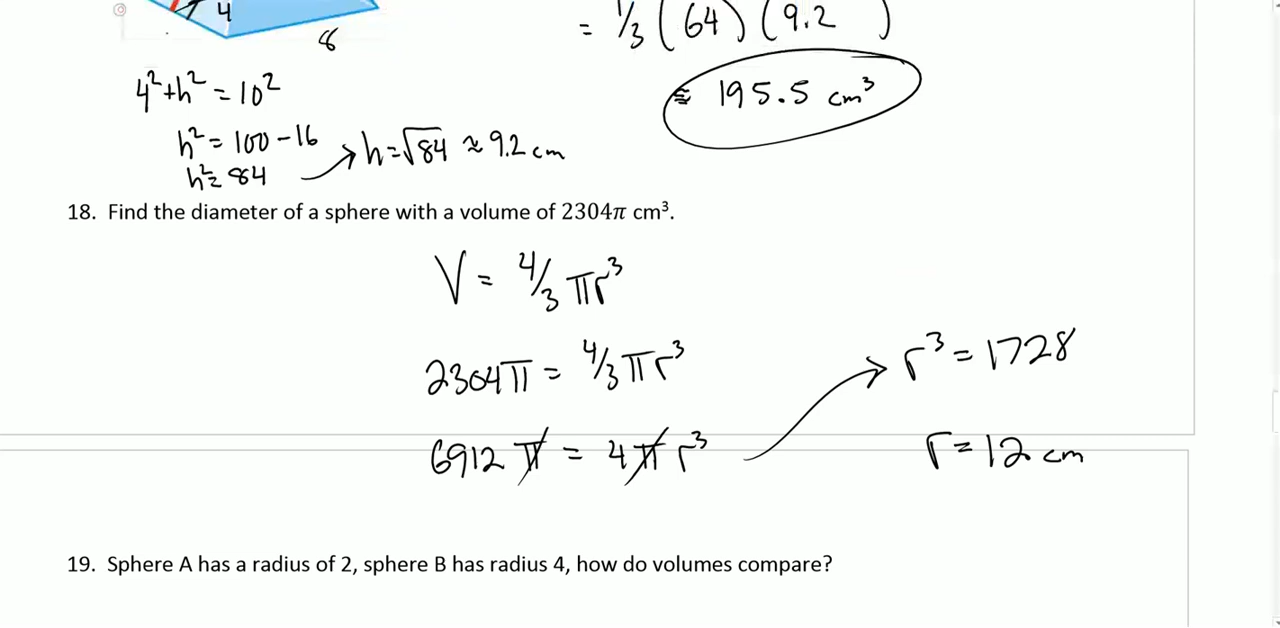 4
8
= 1/3 (64)(9.2)
≈ 195.5 cm³
4²+h² = 10²
h² = 100 - 16
h² = 84 → h = √84 ≈ 9.2 cm
18. Find the diameter of a sphere with a volume of 2304π cm³.
V = 4/3 πr³
2304π = 4/3 πr³
6912 π = 4π r³
r³ = 1728
r = 12 cm
19. Sphere A has a radius of 2, sphere B has radius 4, how do volumes compare?